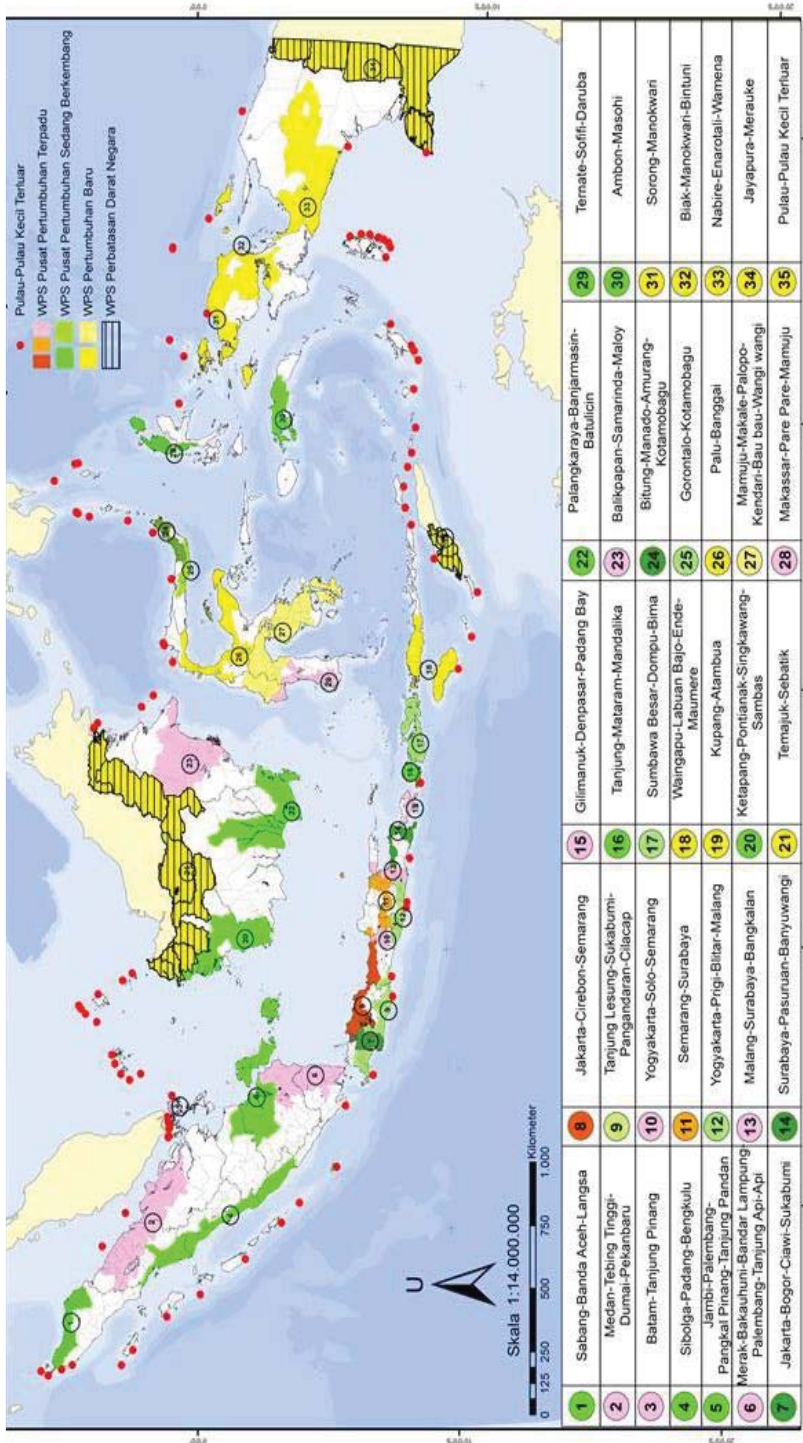 Pulau-Pulau Kecil Terluar
WPS Pusat Pertumbuhan Terpadu
WPS Pusat Pertumbuhan Sedang Berkembang
WPS Pertumbuhan Baru
WPS Perbatasan Darat Negara
U
Skala 1:14.000.000
0 125 250 500 750 1.000
Kilometer
1 Sabang-Banda Aceh-Langsa
2 Medan-Tebing Tinggi-
Dumai-Pekanbaru
3 Batam-Tanjung Pinang
4 Sibolga-Padang-Bengkulu
5 Jambi-Palembang-
Pangkal Pinang-Tanjung Pandan
6 Merak-Bakauhuni-Bandar Lampung-
Palembang-Tanjung Api-Api
7 Jakarta-Bogor-Ciawi-Sukabumi
8 Jakarta-Cirebon-Semarang
9 Tanjung Lesung-Sukabumi-
Pangandaran-Cilacap
10 Yogyakarta-Solo-Semarang
11 Semarang-Surabaya
12 Yogyakarta-Prigi-Blitar-Malang
13 Malang-Surabaya-Bangkalan
14 Surabaya-Pasuruan-Banyuwangi
15 Gilimanuk-Denpasar-Padang Bay
16 Tanjung-Mataram-Mandalika
17 Sumbawa Besar-Dompu-Bima
18 Waingapu-Labuan Bajo-Ende-
Maumere
19 Kupang-Atambua
20 Ketapang-Pontianak-Singkawang-
Sambas
21 Temajuk-Sebatik
22 Palangkaraya-Banjarmasin-
Batulicin
23 Balikpapan-Samarinda-Maloy
24 Bitung-Manado-Amurang-
Kotamobagu
25 Gorontalo-Kotamobagu
26 Palu-Banggai
27 Mamuju-Makale-Palopo-
Kendari-Bau bau-Wangi wangi
28 Makassar-Pare Pare-Mamuju
29 Ternate-Sofifi-Daruba
30 Ambon-Masohi
31 Sorong-Manokwari
32 Biak-Manokwari-Bintuni
33 Nabire-Enarotali-Wamena
34 Jayapura-Merauke
35 Pulau-Pulau Kecil Terluar